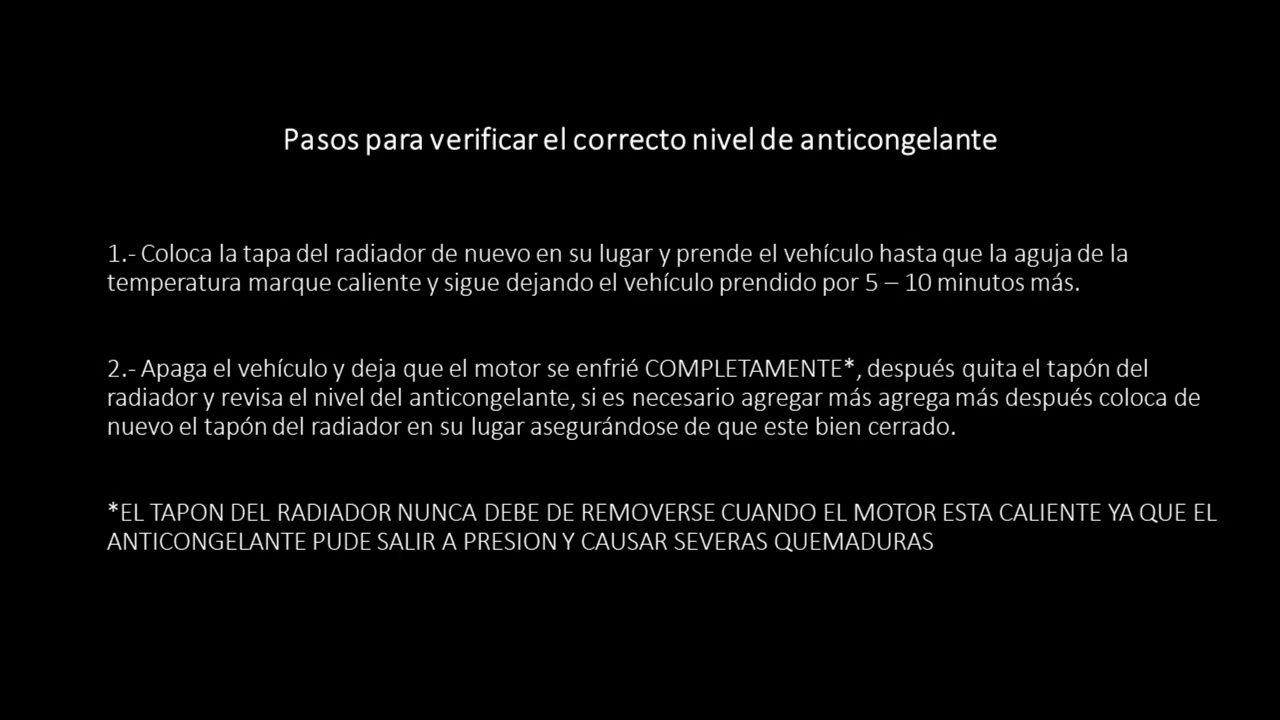 Pasos para verificar el correcto nivel de anticongelante
1.- Coloca la tapa del radiador de nuevo en su lugar y prende el vehículo hasta que la aguja de la
temperatura marque caliente y sigue dejando el vehículo prendido por 5 – 10 minutos más.
2.- Apaga el vehículo y deja que el motor se enfrié COMPLETAMENTE*, después quita el tapón del
radiador y revisa el nivel del anticongelante, si es necesario agregar más agrega más después coloca de
nuevo el tapón del radiador en su lugar asegurándose de que este bien cerrado.
*EL TAPON DEL RADIADOR NUNCA DEBE DE REMOVERSE CUANDO EL MOTOR ESTA CALIENTE YA QUE EL
ANTICONGELANTE PUDE SALIR A PRESION Y CAUSAR SEVERAS QUEMADURAS